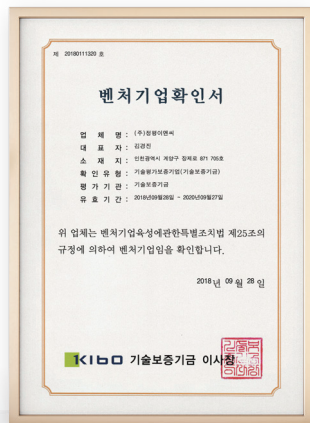 제 20180111320 호
벤처기업확인서
업 체 명 : (주)정평이앤씨
대 표 자 : 김경진
소 재 지 : 인천광역시 계양구 장제로 871 705호
확 인 유 형 : 기술평가보증기업(기술보증기금)
평 가 기 관 : 기술보증기금
유 효 기 간 : 2018년09월28일 ~ 2020년09월27일
위 업체는 벤처기업육성에관한특별조치법 제25조의
규정에 의하여 벤처기업임을 확인합니다.
2018년 09월 28일
KIBO 기술보증기금 이사장